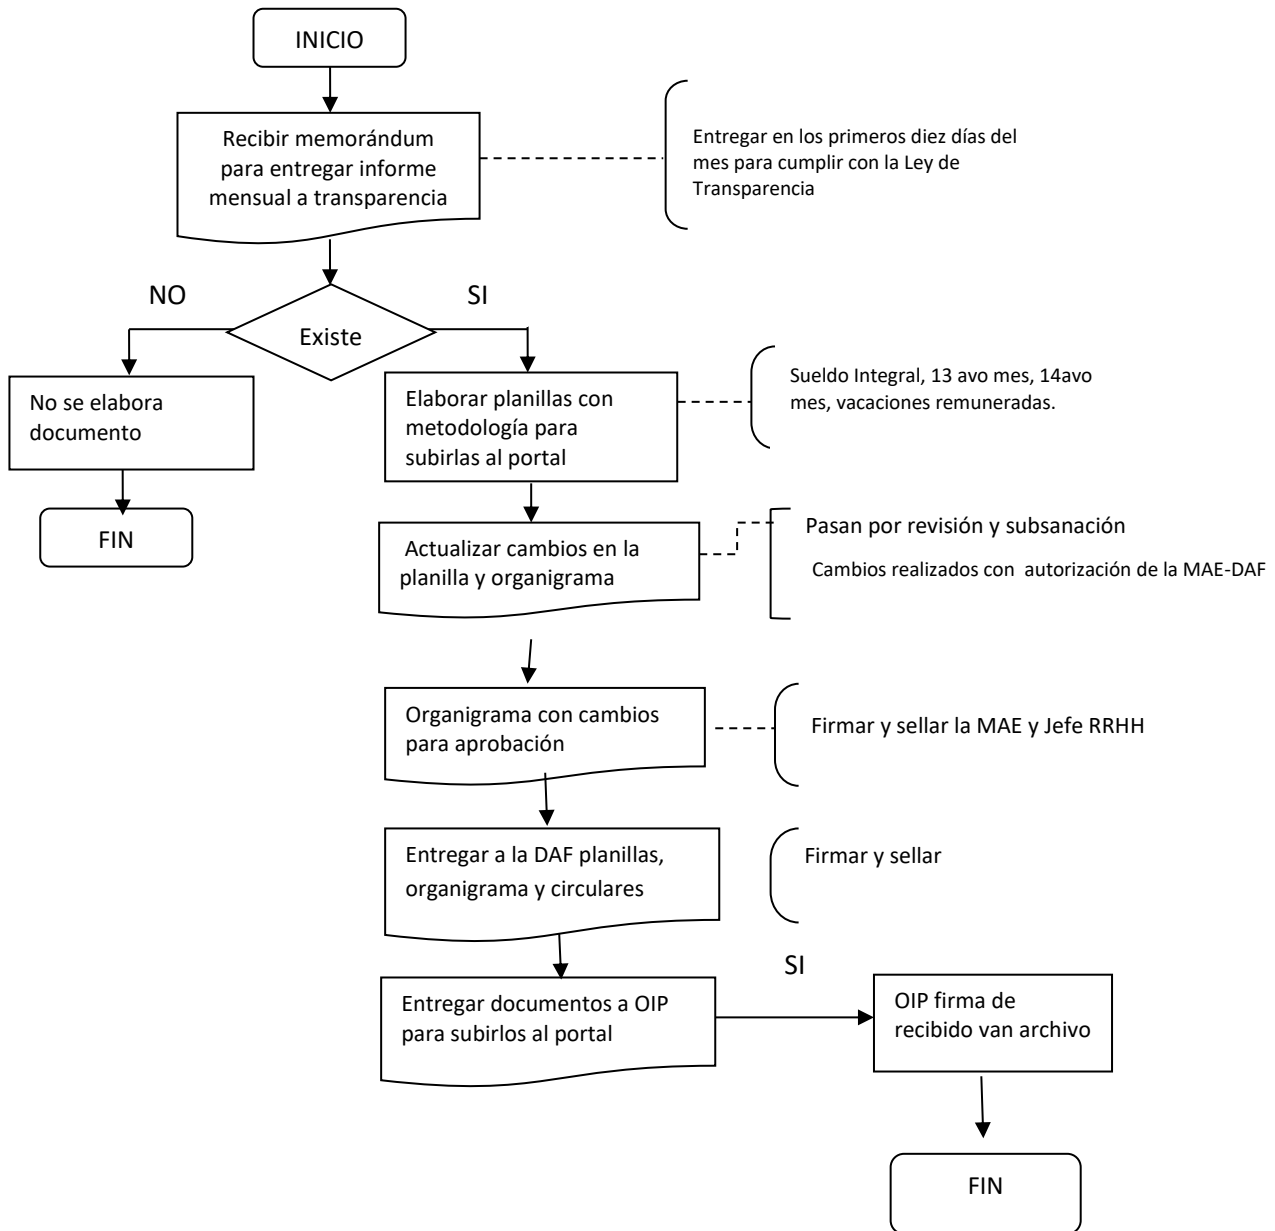 INICIO
Recibir memorándum
para entregar informe
mensual a transparencia
Entregar en los primeros diez días del
mes para cumplir con la Ley de
Transparencia
NO
SI
Existe
No se elabora
documento
FIN
Elaborar planillas con
metodología para
subirlas al portal
Sueldo Integral, 13 avo mes, 14avo
mes, vacaciones remuneradas.
Actualizar cambios en la
planilla y organigrama
Pasan por revisión y subsanación
Cambios realizados con autorización de la MAE-DAF
Organigrama con cambios
para aprobación
Firmar y sellar la MAE y Jefe RRHH
Entregar a la DAF planillas,
organigrama y circulares
Firmar y sellar
Entregar documentos a OIP
para subirlos al portal
SI
OIP firma de
recibido van archivo
FIN